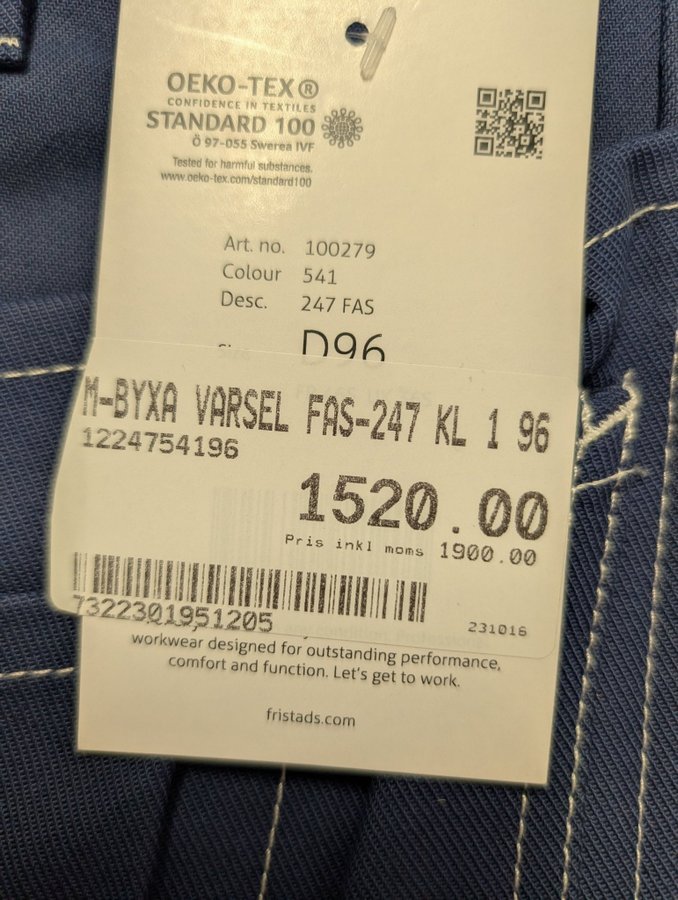 OEKO-TEX®
CONFIDENCE IN TEXTILES
STANDARD 100
Ö 97-055 Swerea IVF
Tested for harmful substances.
www.oeko-tex.com/standard100
Art. no. 100279
Colour 541
Desc. 247 FAS
D96
M-BYXA VARSEL FAS-247 KL 1 96
1224754196
1520.00
Pris inkl moms 1900.00
7322301951205
231016
workwear designed for outstanding performance,
comfort and function. Let's get to work.
fristads.com